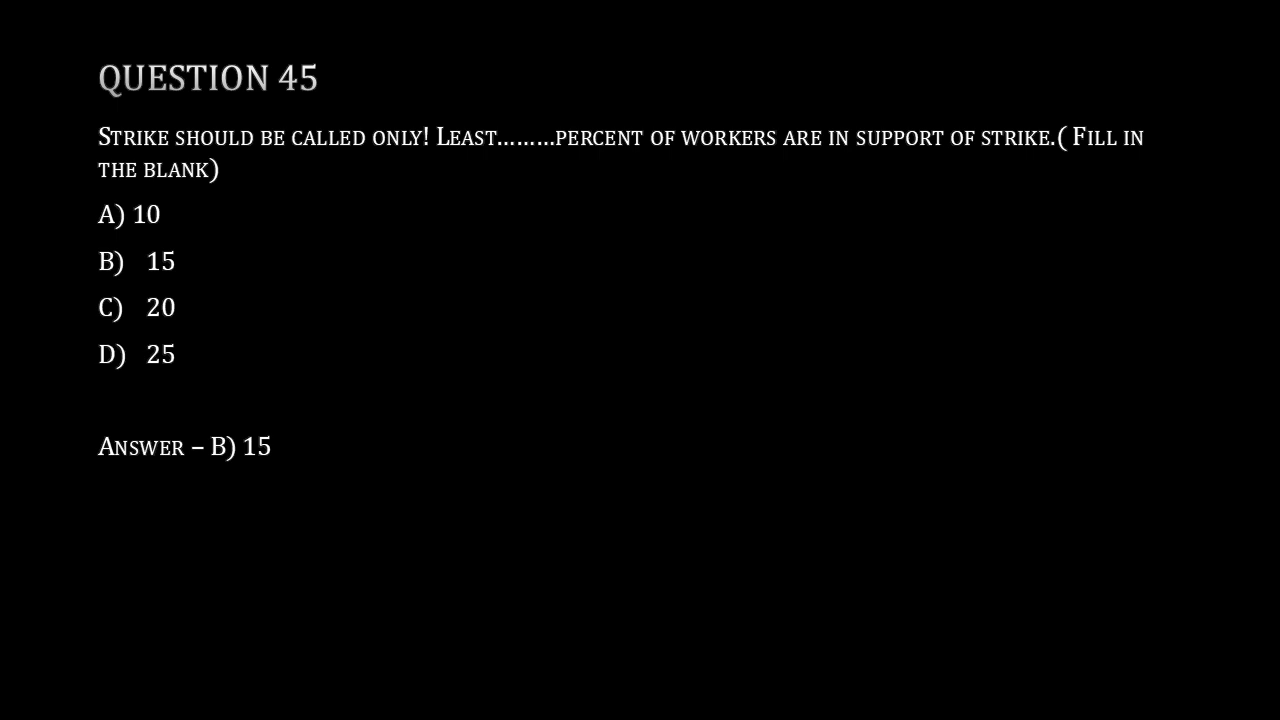 QUESTION 45
STRIKE SHOULD BE CALLED ONLY! LEAST.........PERCENT OF WORKERS ARE IN SUPPORT OF STRIKE.( FILL IN
THE BLANK)
A) 10
B) 15
C) 20
D) 25
ANSWER – B) 15